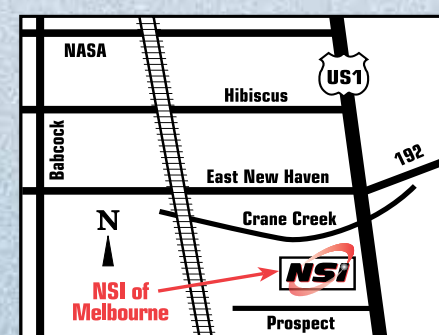 NASA
US1
Hibiscus
Babcock
192
East New Haven
N
Crane Creek
NSI
NSI of
Melbourne
Prospect